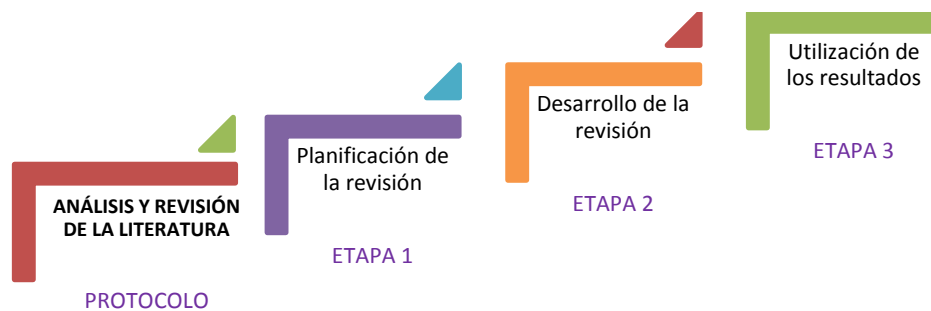 ANÁLISIS Y REVISIÓN
DE LA LITERATURA
PROTOCOLO
Planificación de
la revisión
ETAPA 1
Desarrollo de la
revisión
ETAPA 2
Utilización de
los resultados
ETAPA 3